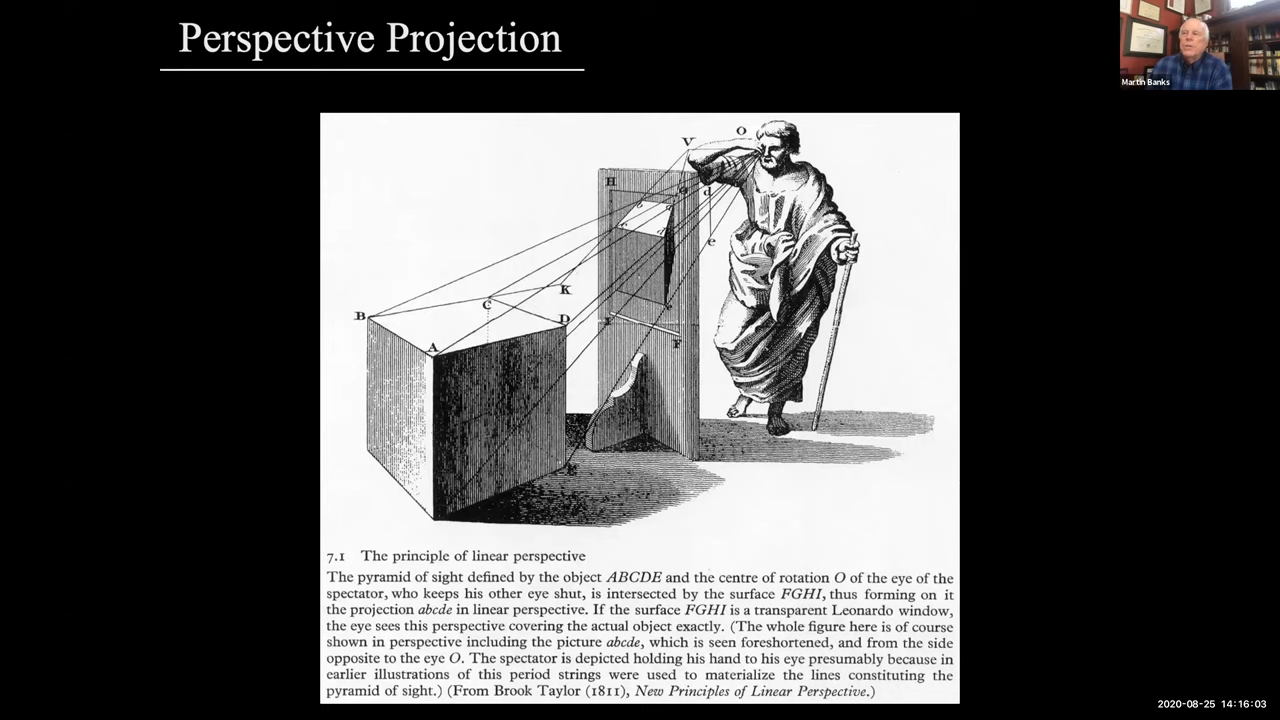 Perspective Projection
Martin Banks
V
O
H
G
d
e
K
C
B
D
A
F
7.1 The principle of linear perspective
The pyramid of sight defined by the object ABCDE and the centre of rotation O of the eye of the
spectator, who keeps his other eye shut, is intersected by the surface FGHI, thus forming on it
the projection abcde in linear perspective. If the surface FGHI is a transparent Leonardo window,
the eye sees this perspective covering the actual object exactly. (The whole figure here is of course
shown in perspective including the picture abcde, which is seen foreshortened, and from the side
opposite to the eye O. The spectator is depicted holding his hand to his eye presumably because in
earlier illustrations of this period strings were used to materialize the lines constituting the
pyramid of sight.) (From Brook Taylor (1811), New Principles of Linear Perspective.)
2020-08-25 14:16:03